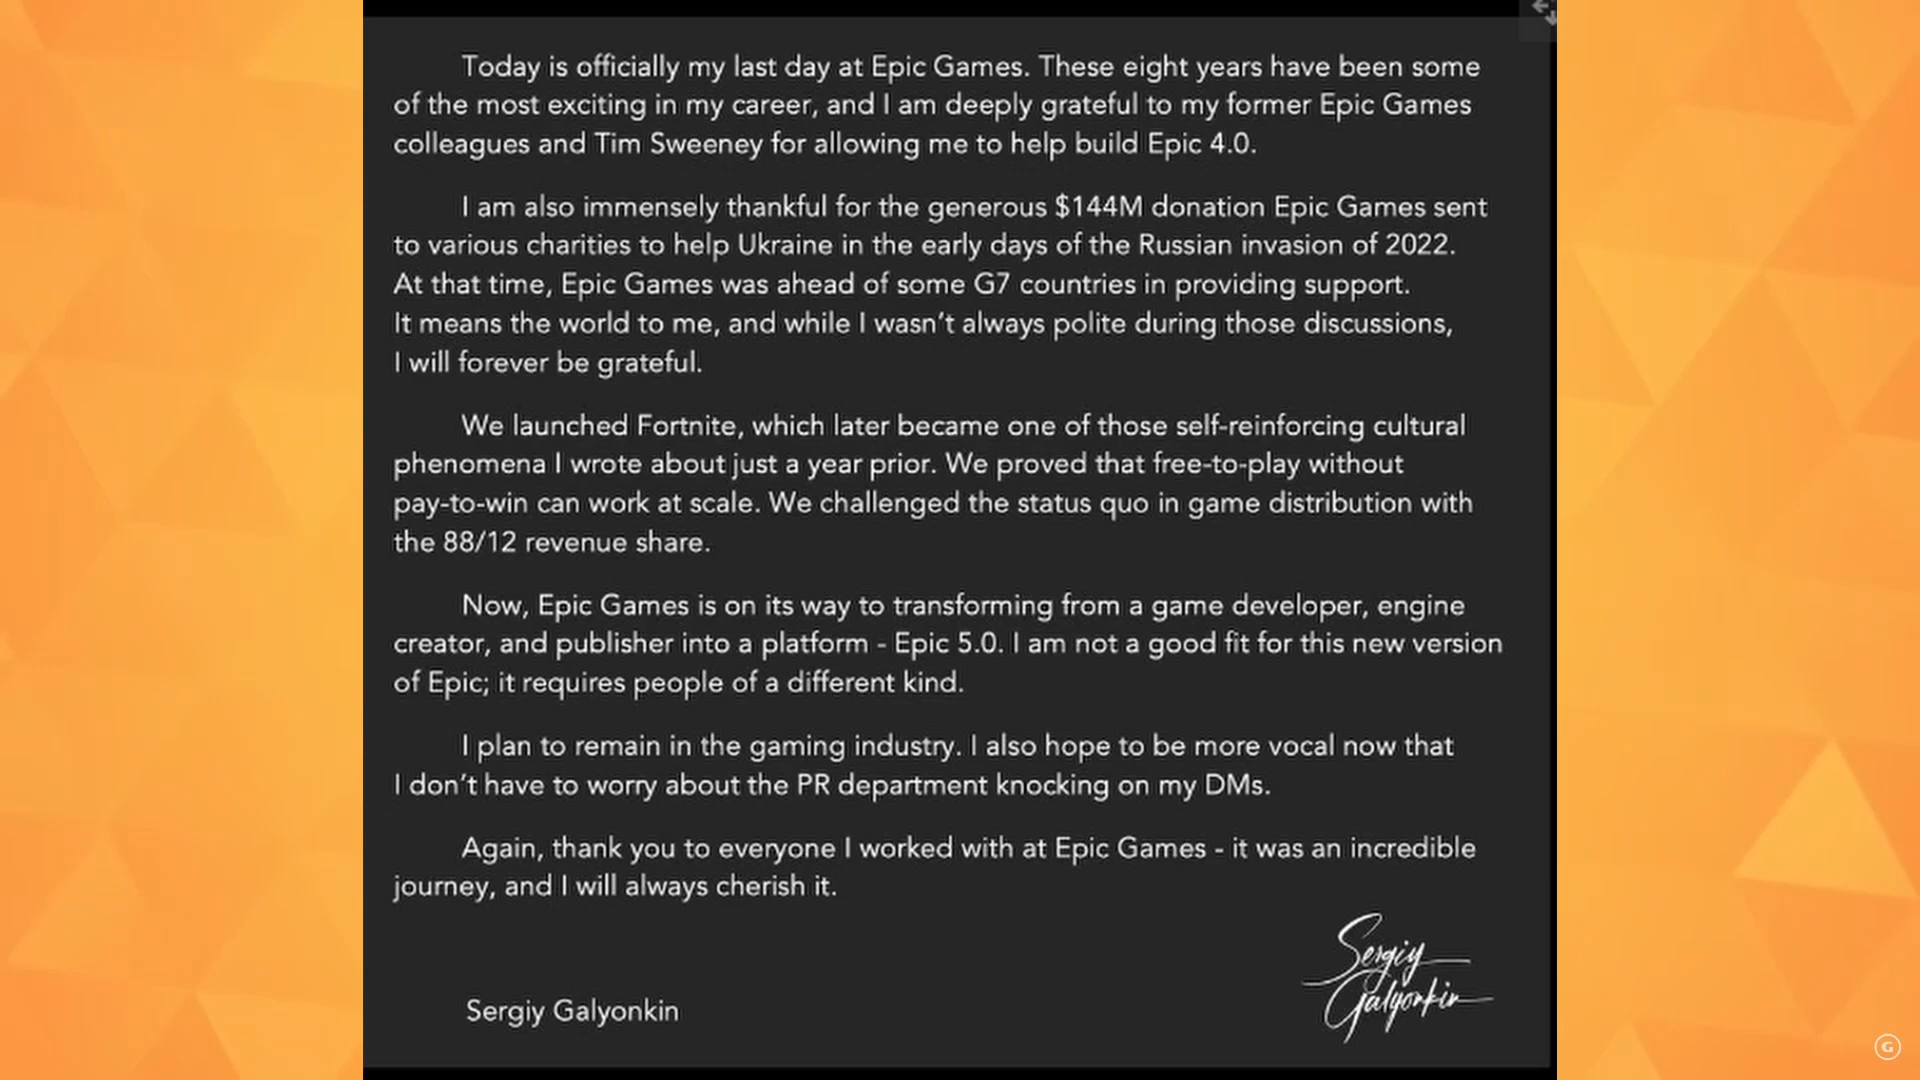 Today is officially my last day at Epic Games. These eight years have been some
of the most exciting in my career, and I am deeply grateful to my former Epic Games
colleagues and Tim Sweeney for allowing me to help build Epic 4.0.
I am also immensely thankful for the generous $144M donation Epic Games sent
to various charities to help Ukraine in the early days of the Russian invasion of 2022.
At that time, Epic Games was ahead of some G7 countries in providing support.
It means the world to me, and while I wasn't always polite during those discussions,
I will forever be grateful.
We launched Fortnite, which later became one of those self-reinforcing cultural
phenomena I wrote about just a year prior. We proved that free-to-play without
pay-to-win can work at scale. We challenged the status quo in game distribution with
the 88/12 revenue share.
Now, Epic Games is on its way to transforming from a game developer, engine
creator, and publisher into a platform - Epic 5.0. I am not a good fit for this new version
of Epic; it requires people of a different kind.
I plan to remain in the gaming industry. I also hope to be more vocal now that
I don't have to worry about the PR department knocking on my DMs.
Again, thank you to everyone I worked with at Epic Games - it was an incredible
journey, and I will always cherish it.
Sergiy
Galyonkin
Sergiy Galyonkin
G